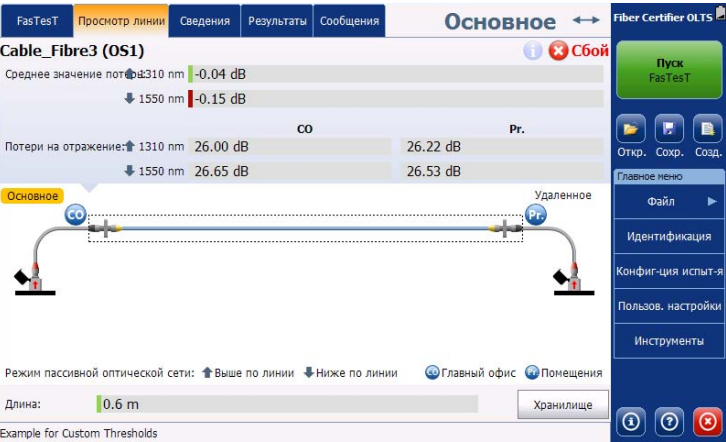 FasTesT Просмотр линии Сведения Результаты Сообщения Основное Fiber Certifier OLTS
Cable_Fibre3 (OS1) Сбой
Среднее значение потерь: 1310 nm -0.04 dB
1550 nm -0.15 dB
CO Pr.
Потери на отражение: 1310 nm 26.00 dB 26.22 dB
1550 nm 26.65 dB 26.53 dB
Основное Удаленное
CO Pr.
Режим пассивной оптической сети: Выше по линии Ниже по линии CO Главный офис Pr. Помещения
Длина: 0.6 m Хранилище
Example for Custom Thresholds
Пуск
FasTesT
Откр. Сохр. Созд.
Главное меню
Файл
Идентификация
Конфиг-ция испыт-я
Пользов. настройки
Инструменты